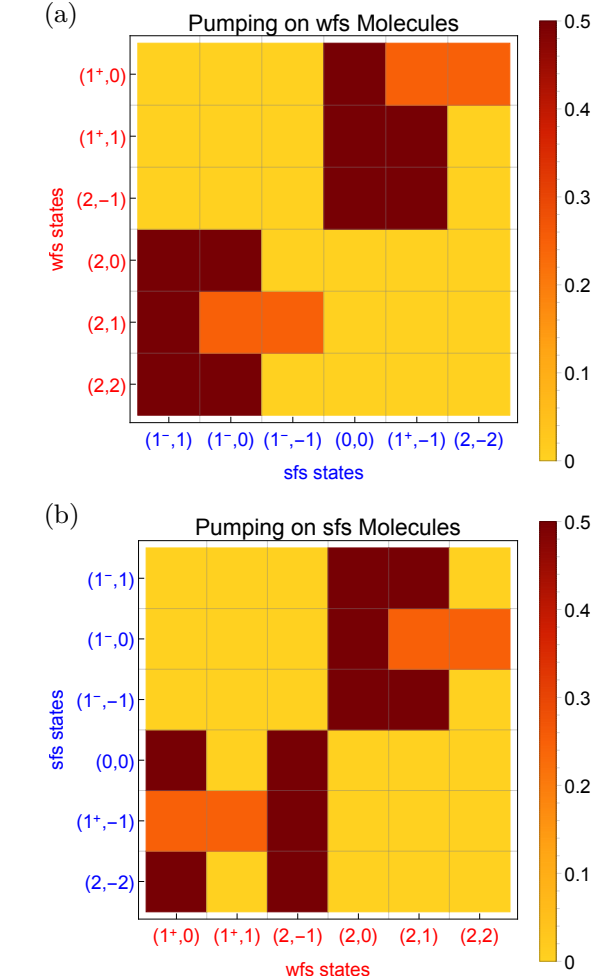 (a)
Pumping on wfs Molecules
wfs states
(1⁺,0)
(1⁺,1)
(2,−1)
(2,0)
(2,1)
(2,2)
(1⁻,1) (1⁻,0) (1⁻,−1) (0,0) (1⁺,−1) (2,−2)
sfs states
0.5
0.4
0.3
0.2
0.1
0
(b)
Pumping on sfs Molecules
sfs states
(1⁻,1)
(1⁻,0)
(1⁻,−1)
(0,0)
(1⁺,−1)
(2,−2)
(1⁺,0) (1⁺,1) (2,−1) (2,0) (2,1) (2,2)
wfs states
0.5
0.4
0.3
0.2
0.1
0